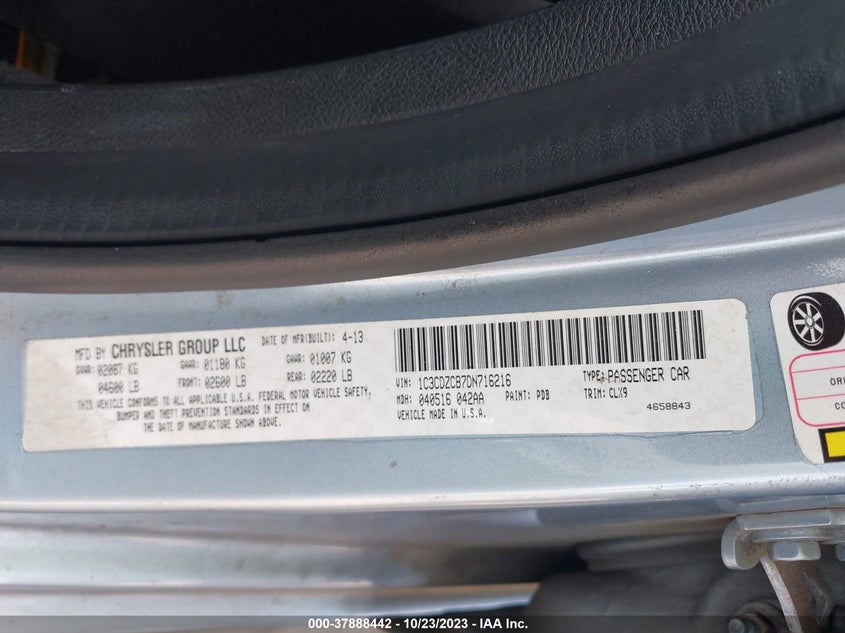 MFD BY CHRYSLER GROUP LLC DATE OF MFR(BUILT): 4-13
GVWR: 02087 KG GAWR: 01180 KG GAWR: 01007 KG
04600 LB FRONT: 02600 LB REAR: 02220 LB
THIS VEHICLE CONFORMS TO ALL APPLICABLE U.S.A. FEDERAL MOTOR VEHICLE SAFETY,
BUMPER AND THEFT PREVENTION STANDARDS IN EFFECT ON
THE DATE OF MANUFACTURE SHOWN ABOVE.
VIN: 1C3CDZCB7DN716216 TYPE: PASSENGER CAR
MDH: 040516 042AA PAINT: PDB TRIM: CLX9
VEHICLE MADE IN U.S.A. 4658843
000-37888442 - 10/23/2023 - IAA Inc.